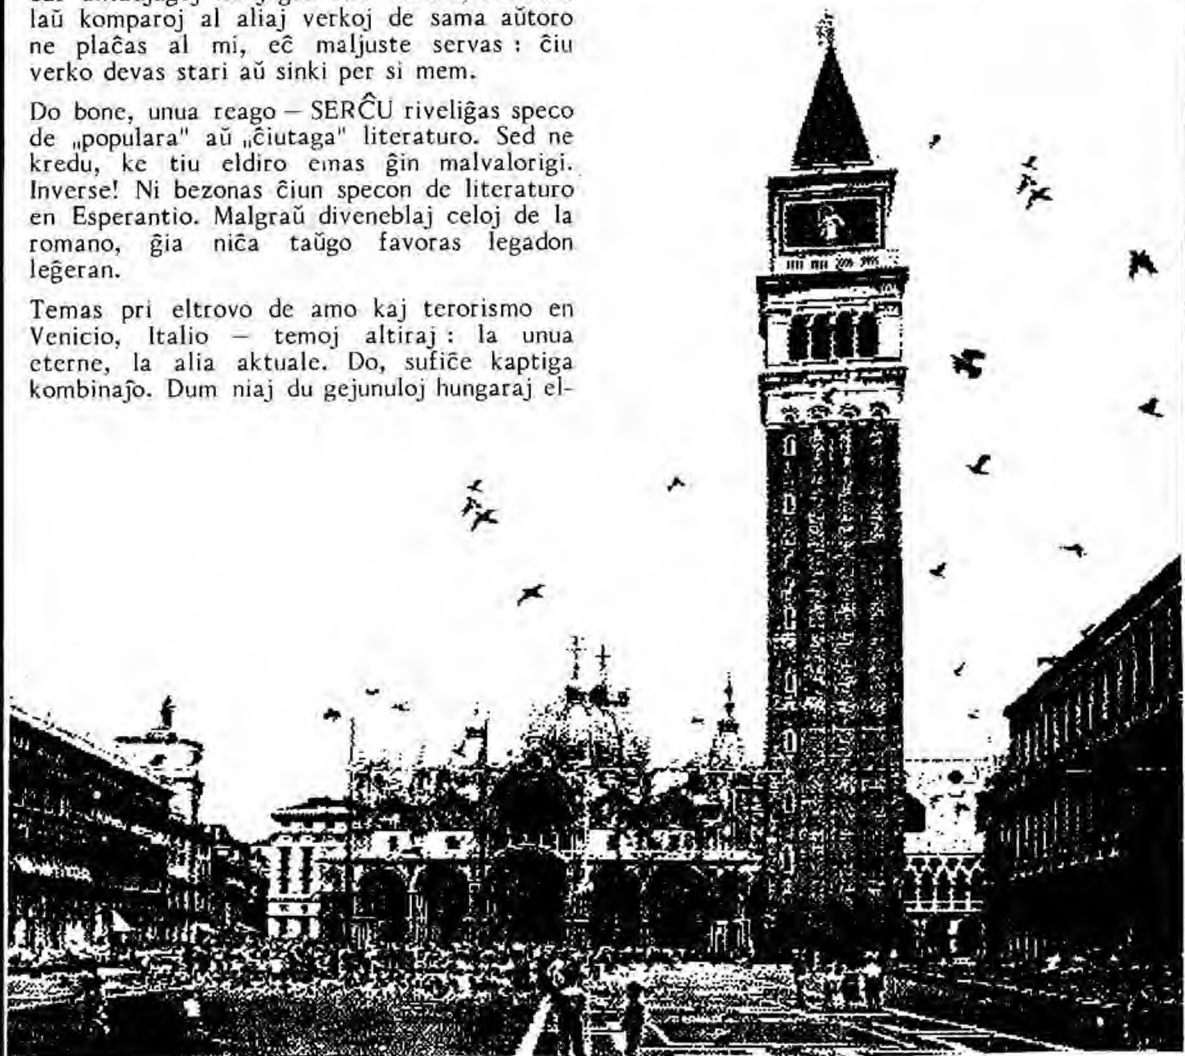 laŭ komparoj al aliaj verkoj de sama aŭtoro
ne plaĉas al mi, eĉ maljuste servas : ĉiu
verko devas stari aŭ sinki per si mem.
Do bone, unua reago — SERĈU riveliĝas speco
de „populara" aŭ „ĉiutaga" literaturo. Sed ne
kredu, ke tiu eldiro emas ĝin malvalorigi.
Inverse! Ni bezonas ĉiun specon de literaturo
en Esperantio. Malgraŭ diveneblaj celoj de la
romano, ĝia niĉa taŭgo favoras legadon
leĝeran.
Temas pri eltrovo de amo kaj terorismo en
Venicio, Italio — temoj altiraj : la unua
eterne, la alia aktuale. Do, sufiĉe kaptiga
kombinaĵo. Dum niaj du gejunuloj hungaraj el-